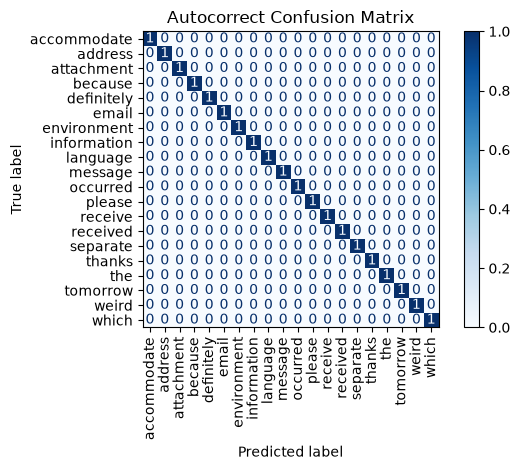 Autocorrect Confusion Matrix
True label
accommodate 1 0 0 0 0 0 0 0 0 0 0 0 0 0 0 0 0 0 0 0
address 0 1 0 0 0 0 0 0 0 0 0 0 0 0 0 0 0 0 0 0
attachment 0 0 1 0 0 0 0 0 0 0 0 0 0 0 0 0 0 0 0 0
because 0 0 0 1 0 0 0 0 0 0 0 0 0 0 0 0 0 0 0 0
definitely 0 0 0 0 1 0 0 0 0 0 0 0 0 0 0 0 0 0 0 0
email 0 0 0 0 0 1 0 0 0 0 0 0 0 0 0 0 0 0 0 0
environment 0 0 0 0 0 0 1 0 0 0 0 0 0 0 0 0 0 0 0 0
information 0 0 0 0 0 0 0 1 0 0 0 0 0 0 0 0 0 0 0 0
language 0 0 0 0 0 0 0 0 1 0 0 0 0 0 0 0 0 0 0 0
message 0 0 0 0 0 0 0 0 0 1 0 0 0 0 0 0 0 0 0 0
occurred 0 0 0 0 0 0 0 0 0 0 1 0 0 0 0 0 0 0 0 0
please 0 0 0 0 0 0 0 0 0 0 0 1 0 0 0 0 0 0 0 0
receive 0 0 0 0 0 0 0 0 0 0 0 0 1 0 0 0 0 0 0 0
received 0 0 0 0 0 0 0 0 0 0 0 0 0 1 0 0 0 0 0 0
separate 0 0 0 0 0 0 0 0 0 0 0 0 0 0 1 0 0 0 0 0
thanks 0 0 0 0 0 0 0 0 0 0 0 0 0 0 0 1 0 0 0 0
the 0 0 0 0 0 0 0 0 0 0 0 0 0 0 0 0 1 0 0 0
tomorrow 0 0 0 0 0 0 0 0 0 0 0 0 0 0 0 0 0 1 0 0
weird 0 0 0 0 0 0 0 0 0 0 0 0 0 0 0 0 0 0 1 0
which 0 0 0 0 0 0 0 0 0 0 0 0 0 0 0 0 0 0 0 1
accommodate
address
attachment
because
definitely
email
environment
information
language
message
occurred
please
receive
received
separate
thanks
the
tomorrow
weird
which
Predicted label
1.0
0.8
0.6
0.4
0.2
0.0